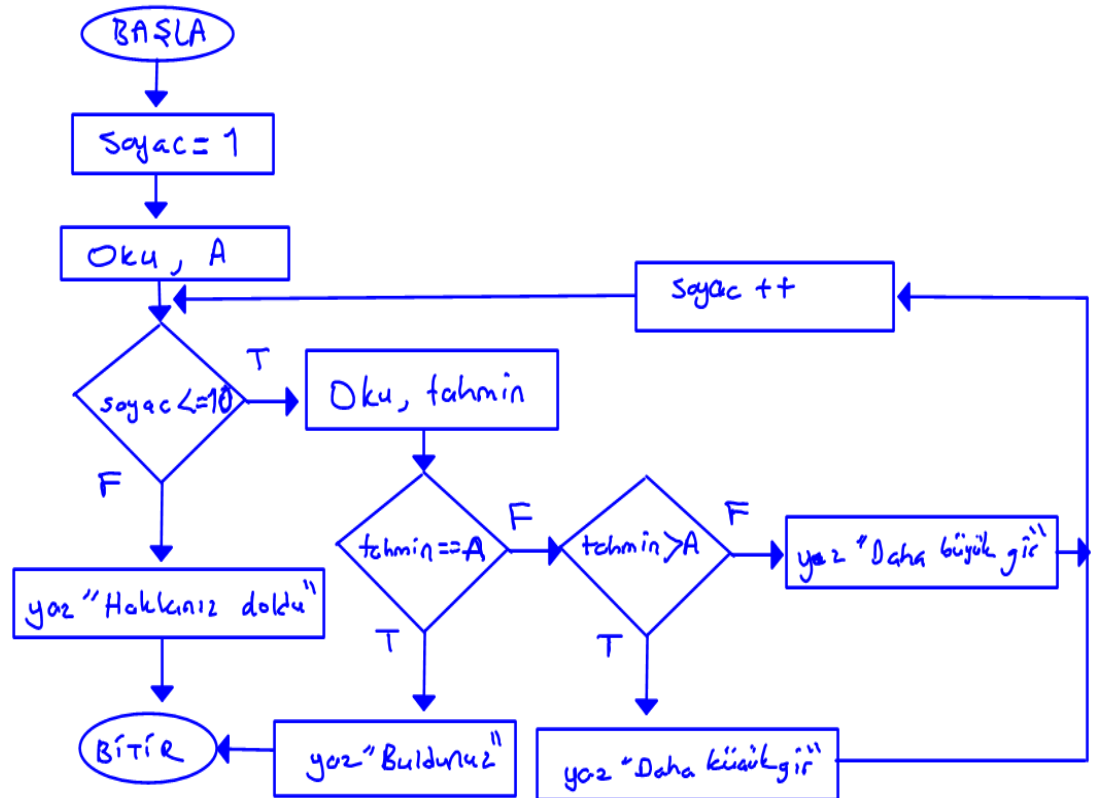 BAŞLA
sayac = 1
Oku, A
sayac ++
T
sayac <=10
Oku, tahmin
F
F
F
tahmin==A
tahmin>A
yaz "Daha büyük gir"
yaz "Hakkınız doldu"
T
T
BİTİR
yaz "Buldunuz"
yaz "Daha küçük gir"